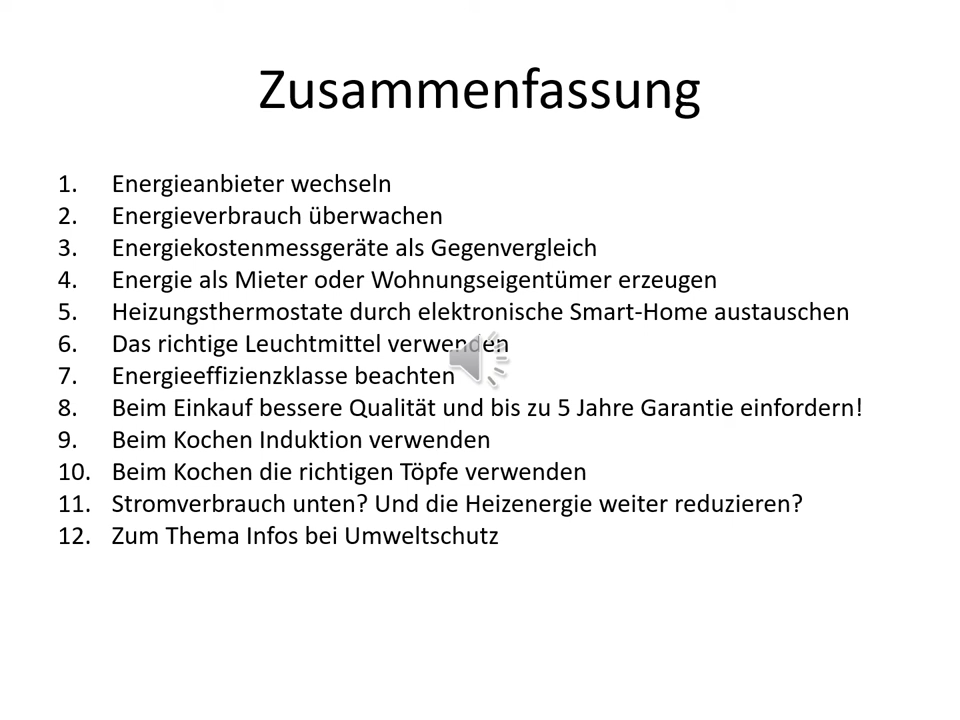 Zusammenfassung
1. Energieanbieter wechseln
2. Energieverbrauch überwachen
3. Energiekostenmessgeräte als Gegenvergleich
4. Energie als Mieter oder Wohnungseigentümer erzeugen
5. Heizungsthermostate durch elektronische Smart-Home austauschen
6. Das richtige Leuchtmittel verwenden
7. Energieeffizienzklasse beachten
8. Beim Einkauf bessere Qualität und bis zu 5 Jahre Garantie einfordern!
9. Beim Kochen Induktion verwenden
10. Beim Kochen die richtigen Töpfe verwenden
11. Stromverbrauch unten? Und die Heizenergie weiter reduzieren?
12. Zum Thema Infos bei Umweltschutz